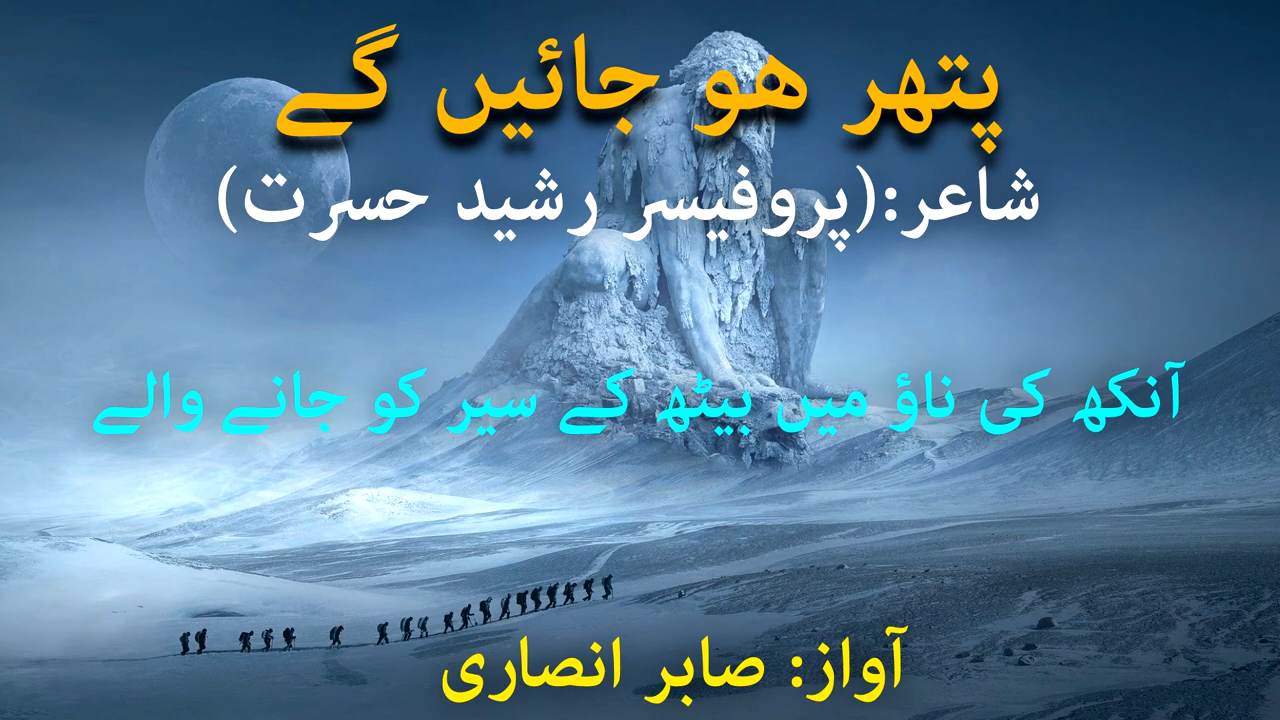 پتھر ھو جائیں گے
شاعر:(پروفیسر رشید حسرت)
آنکھ کی ناؤ میں بیٹھ کے سیر کو جانے والے
آواز: صابر انصاری